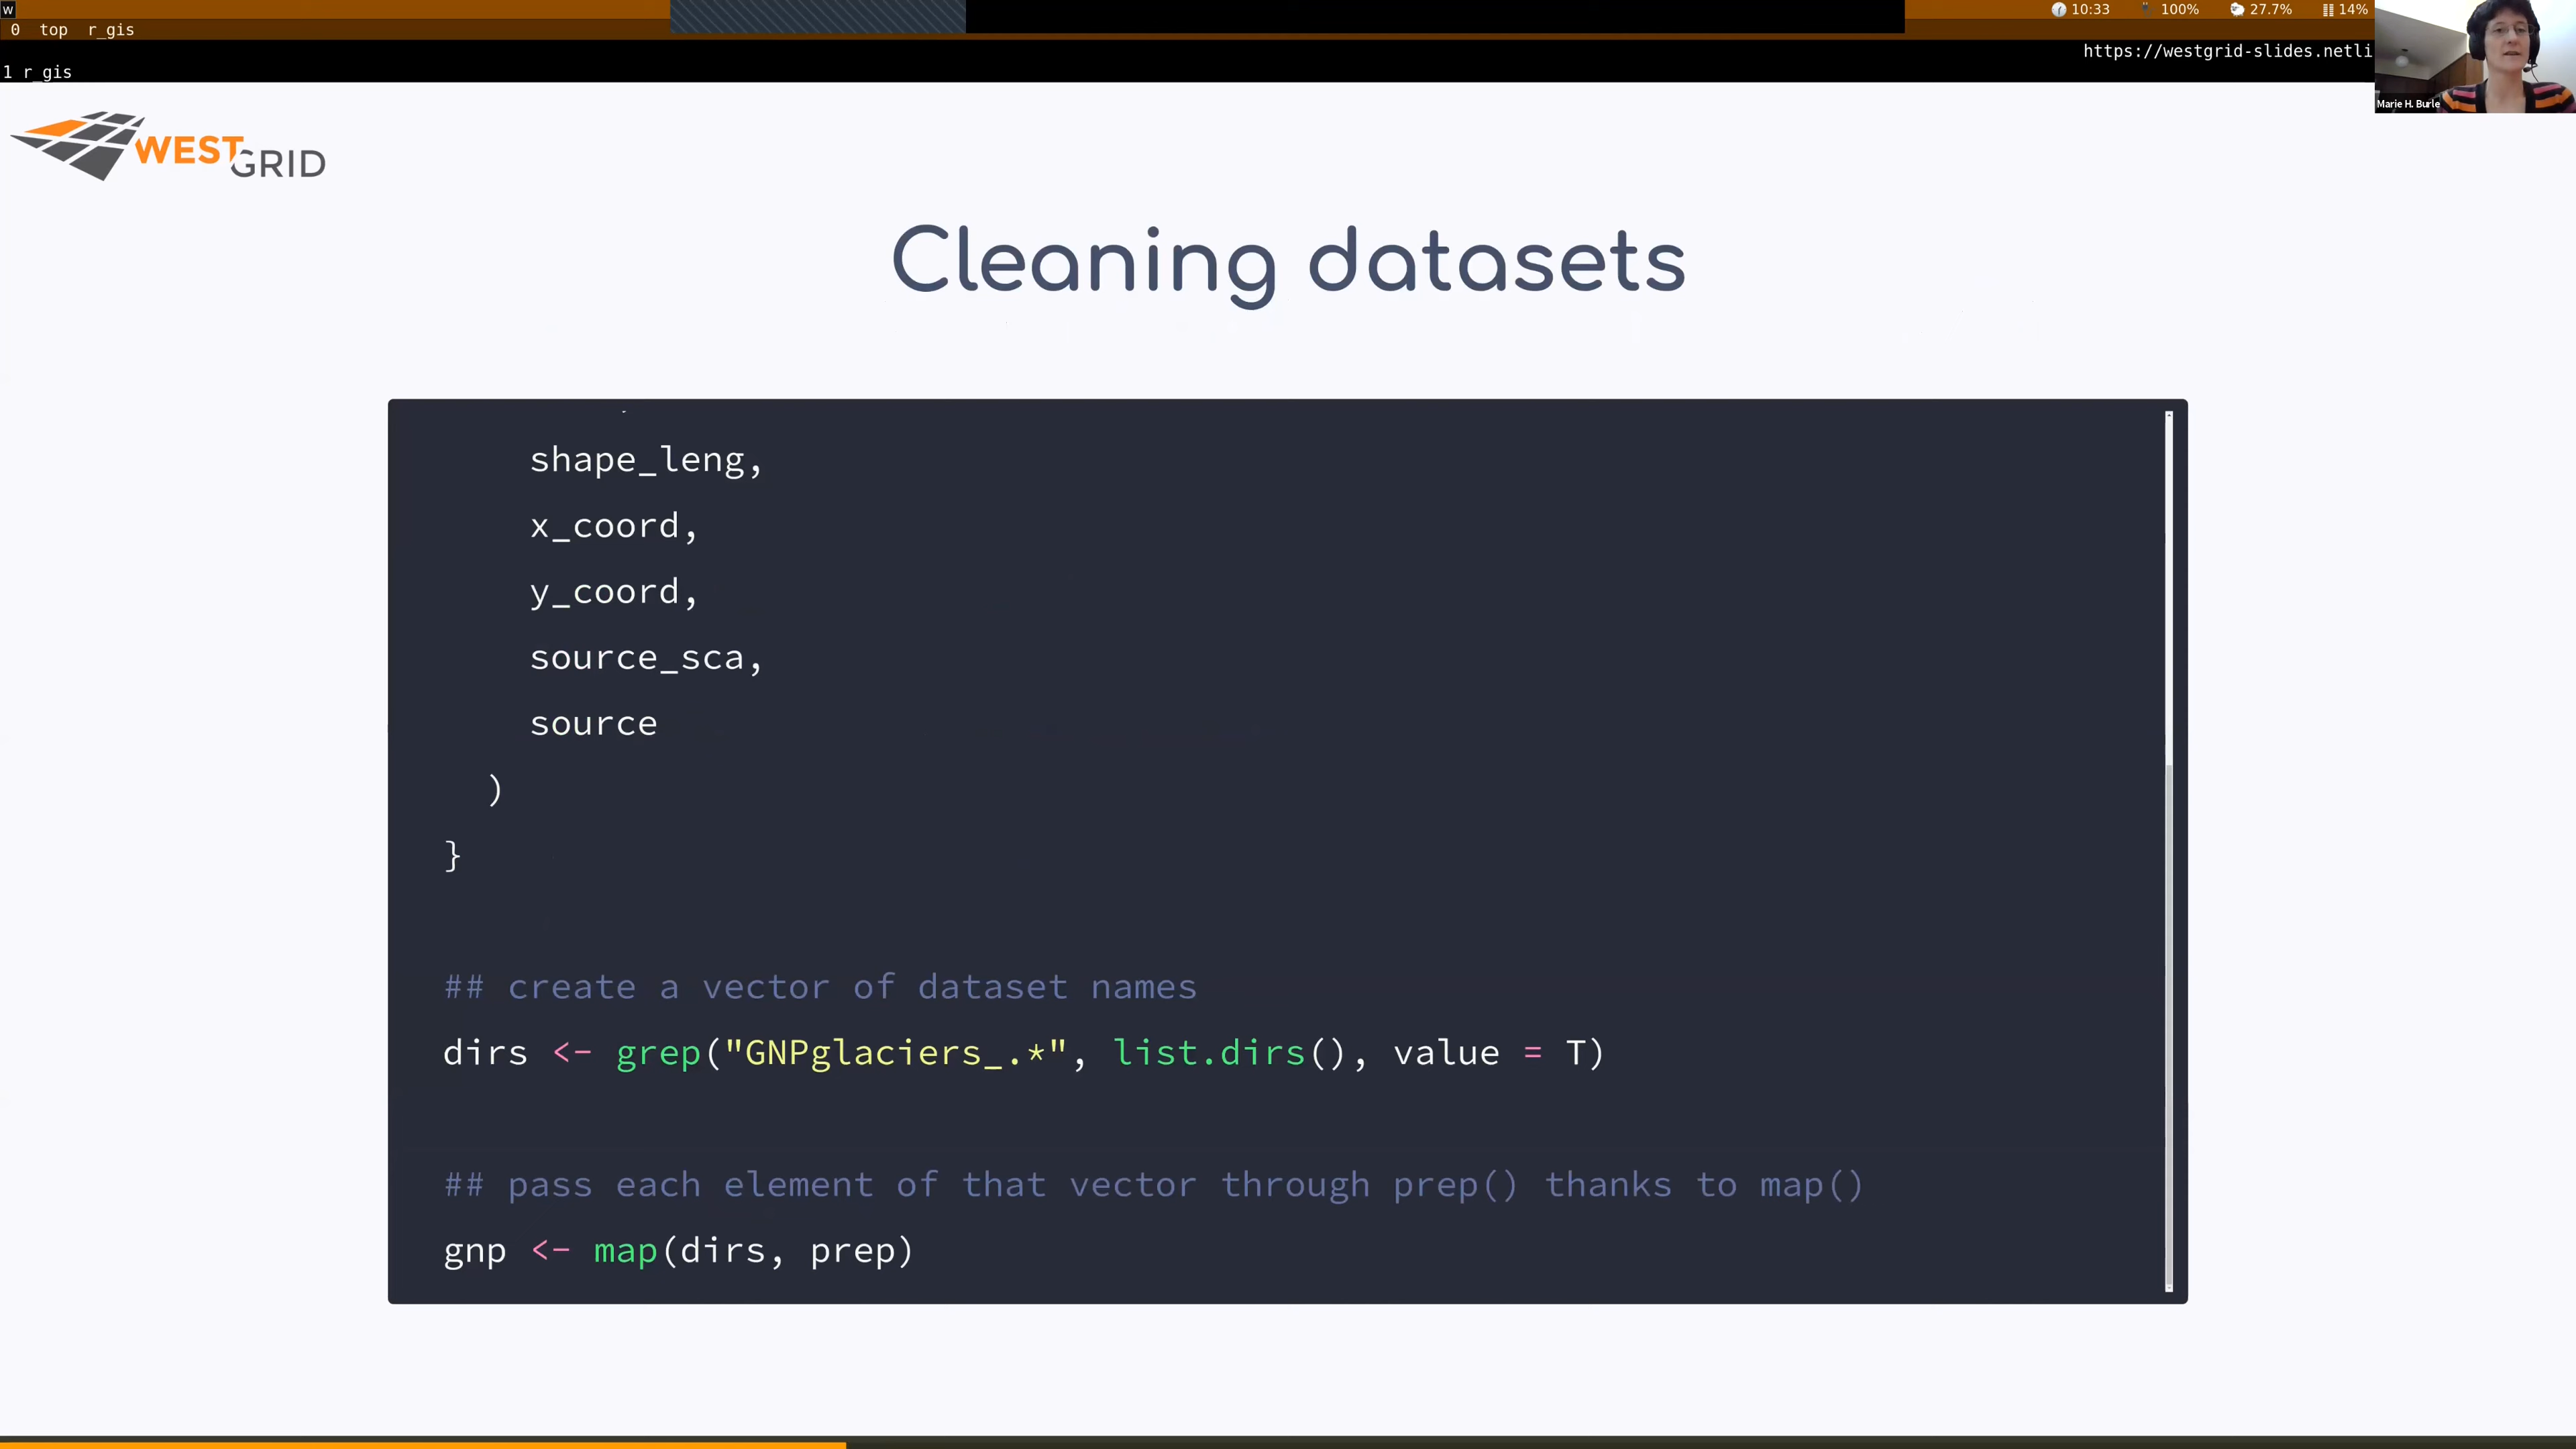 w
10:33 100% 27.7% 14%
0 top r_gis
https://westgrid-slides.netli
1 r_gis
Marie H. Burle
WESTGRID
Cleaning datasets
shape_leng,
x_coord,
y_coord,
source_sca,
source
)
}
## create a vector of dataset names
dirs <- grep("GNPglaciers_.*", list.dirs(), value = T)
## pass each element of that vector through prep() thanks to map()
gnp <- map(dirs, prep)